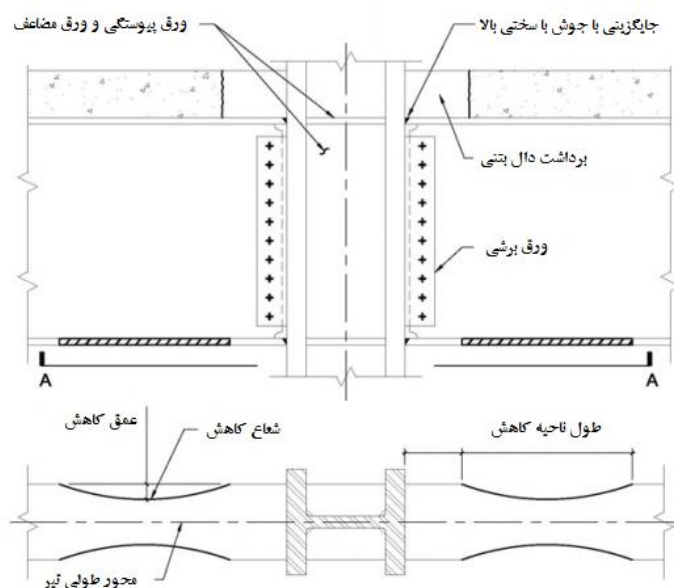 ورق پیوستگی و ورق مضاعف
جایگزینی با جوش با سختی بالا
برداشت دال بتنی
ورق برشی
A
A
عمق کاهش
شعاع کاهش
طول ناحیه کاهش
محور طولی تیر